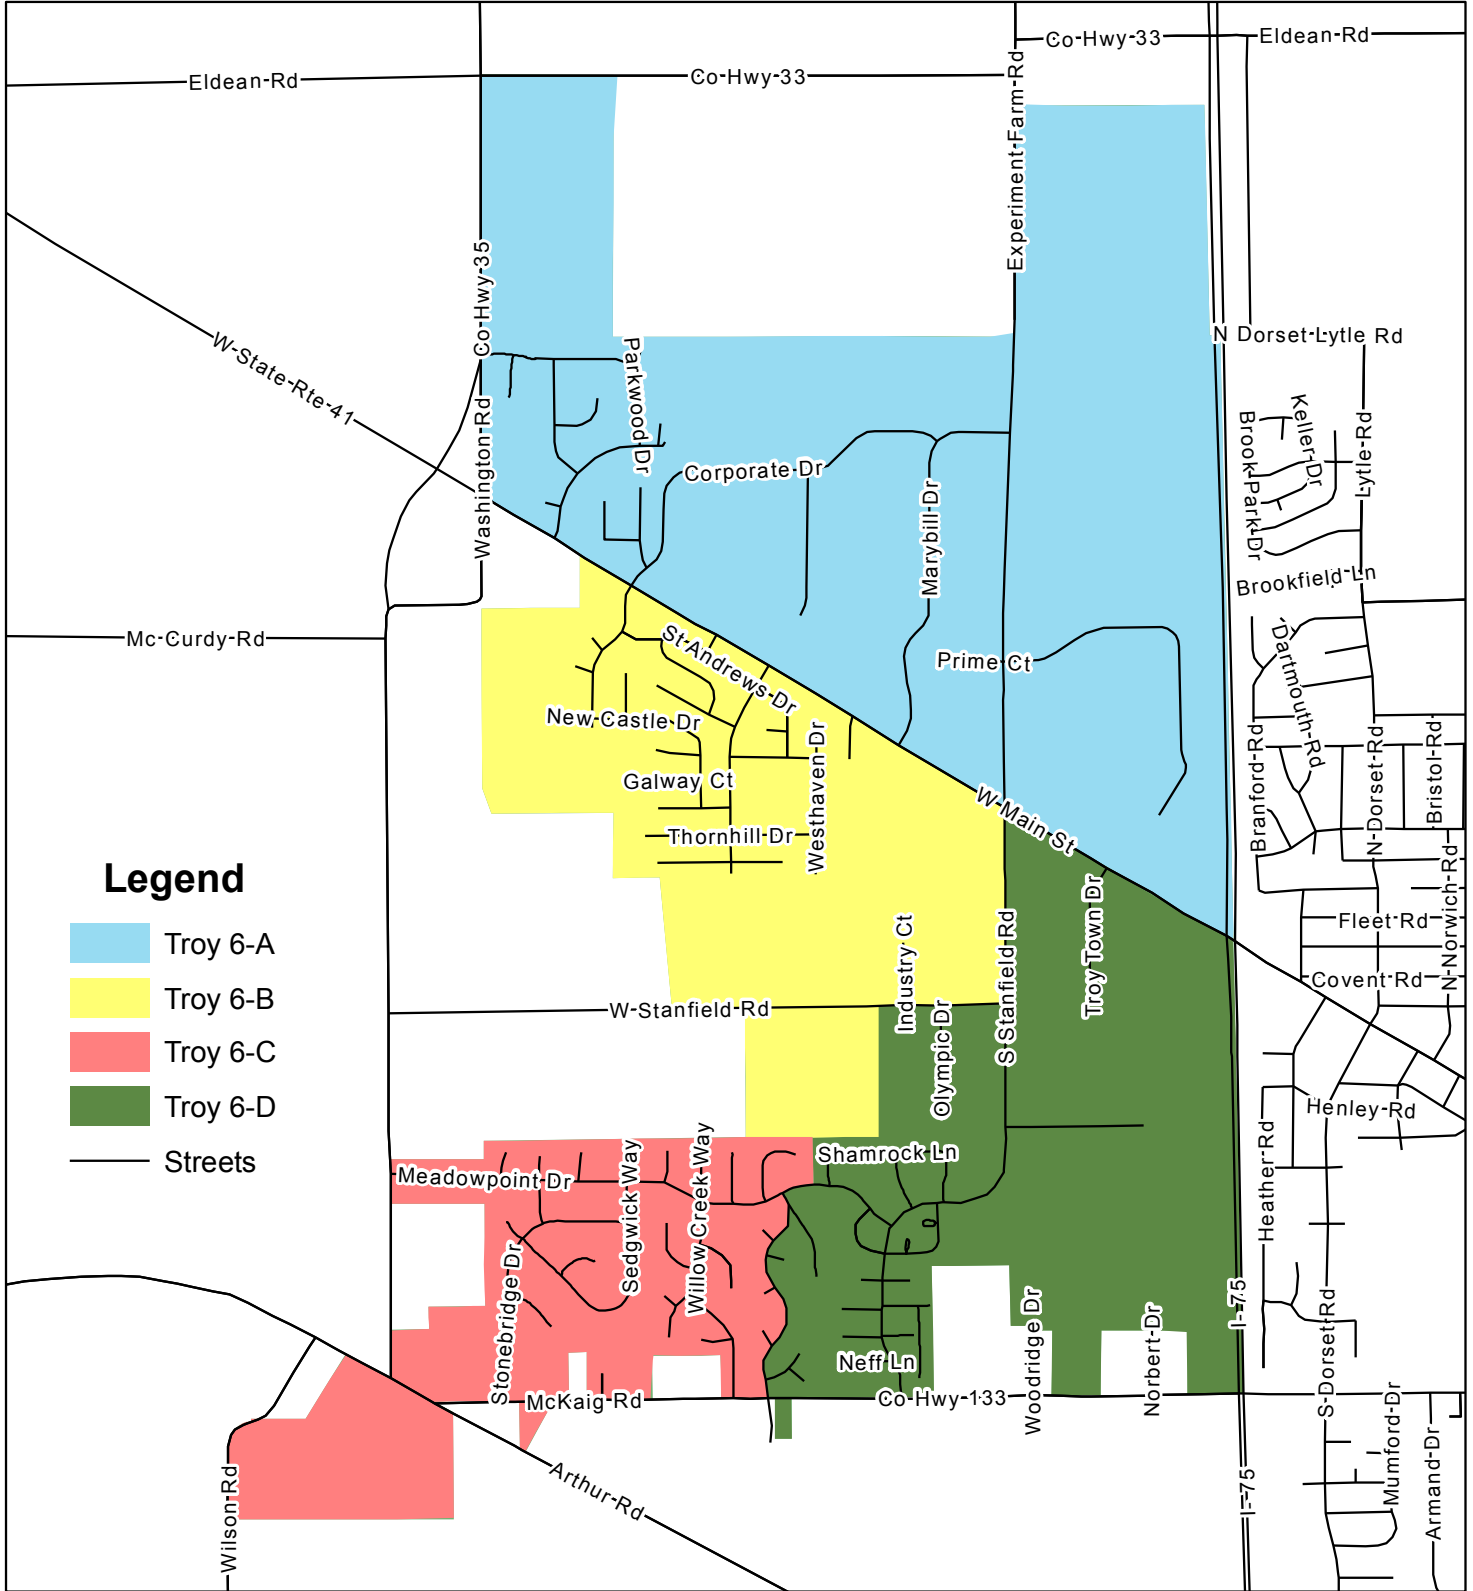 Co-Hwy-33
Eldean-Rd
Eldean-Rd
Co-Hwy-33
Experiment-Farm-Rd
Co-Hwy-35
W-State-Rte-41
N Dorset-Lytle Rd
Parkwood-Dr
Keller-Dr
Brook-Park-Dr
Lytle-Rd
Washington-Rd
Corporate-Dr
Marybill-Dr
Brookfield-Ln
Mc-Curdy-Rd
St-Andrews-Dr
Prime-Ct
Dartmouth-Rd
New-Castle Dr
Westhaven-Dr
Branford-Rd
N-Dorset-Rd
Bristol-Rd
Galway Ct
W-Main St
Thornhill-Dr
Legend
Troy 6-A
Troy 6-B
Troy 6-C
Troy 6-D
Streets
Troy Town Dr
Fleet-Rd
N-Norwich-Rd
Industry Ct
S Stanfield Rd
Covent-Rd
W-Stanfield-Rd
Olympic Dr
Henley-Rd
Heather-Rd
Shamrock Ln
Meadowpoint-Dr
Sedgwick-Way
Willow-Creek-Way
Stonebridge-Dr
Woodridge Dr
Norbert-Dr
I--75
S-Dorset-Rd
Neff-Ln
McKaig-Rd
Co Hwy-133
Mumford-Dr
Armand-Dr
Arthur-Rd
Wilson-Rd
I--75